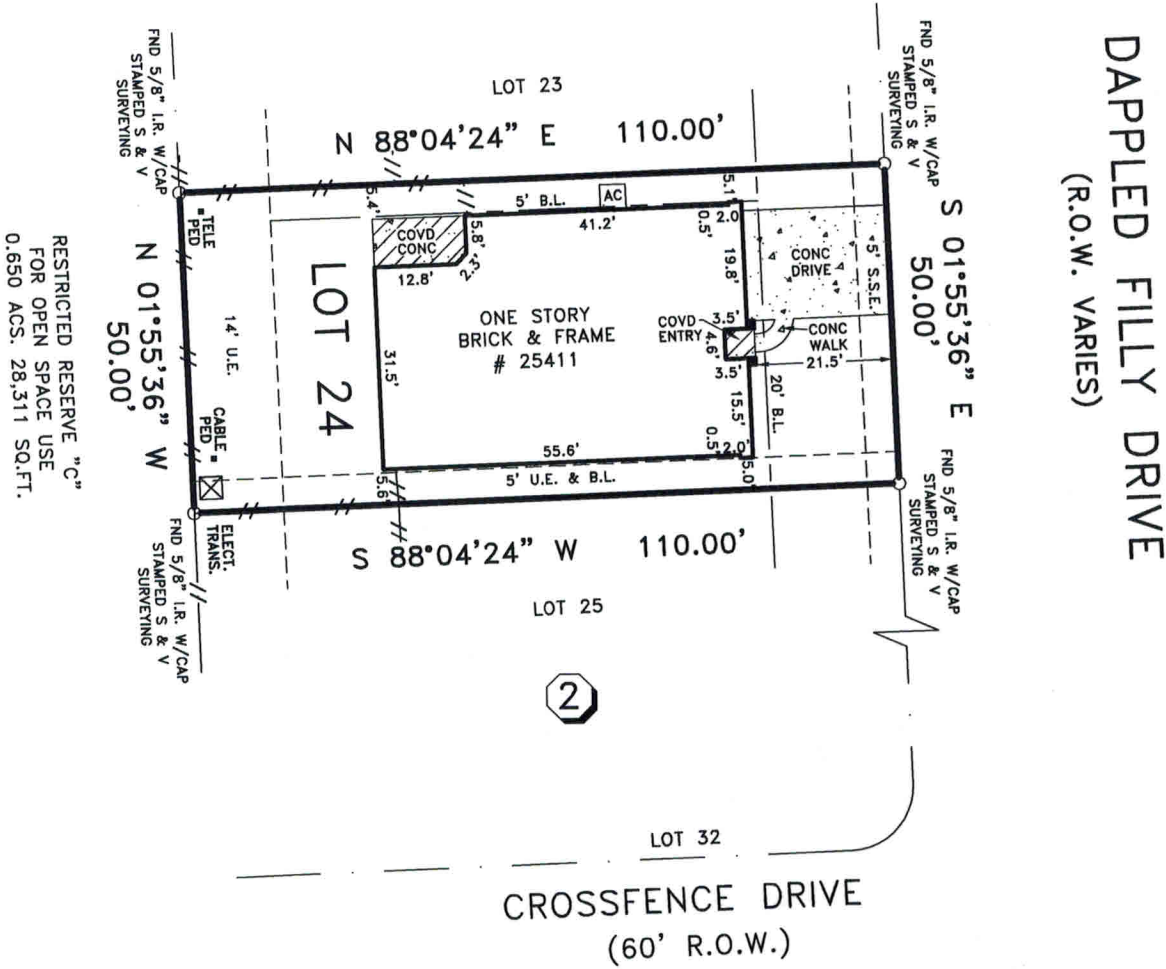 DAPPLED FILLY DRIVE
(R.O.W. VARIES)
FND 5/8" I.R. W/CAP
STAMPED S & V
SURVEYING
FND 5/8" I.R. W/CAP
STAMPED S & V
SURVEYING
LOT 23
N 88°04'24" E 110.00'
S 01°55'36" E
50.00'
5.4'
5' B.L.
AC
5.1'
TELE
PED
COVD
CONC
5.8'
2.3'
12.8'
41.2'
0.5'
2.0
19.8'
CONC
DRIVE
5' S.S.E.
N 01°55'36" W
50.00'
14' U.E.
LOT 24
31.5'
ONE STORY
BRICK & FRAME
# 25411
COVD
ENTRY
3.5'
4.6'
3.5'
CONC
WALK
21.5'
20' B.L.
15.5'
0.5'
2.0'
5.0'
CABLE
PED
55.6'
5.6'
5' U.E. & B.L.
RESTRICTED RESERVE "C"
FOR OPEN SPACE USE
0.650 ACS. 28,311 SQ.FT.
ELECT.
TRANS.
FND 5/8" I.R. W/CAP
STAMPED S & V
SURVEYING
S 88°04'24" W 110.00'
FND 5/8" I.R. W/CAP
STAMPED S & V
SURVEYING
LOT 25
2
LOT 32
CROSSFENCE DRIVE
(60' R.O.W.)